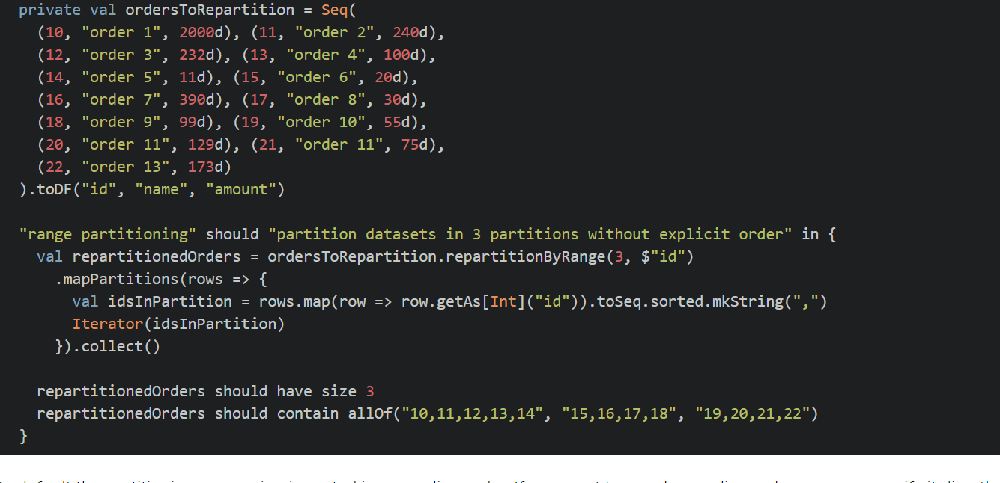 private val ordersToRepartition = Seq(
(10, "order 1", 2000d), (11, "order 2", 240d),
(12, "order 3", 232d), (13, "order 4", 100d),
(14, "order 5", 11d), (15, "order 6", 20d),
(16, "order 7", 390d), (17, "order 8", 30d),
(18, "order 9", 99d), (19, "order 10", 55d),
(20, "order 11", 129d), (21, "order 11", 75d),
(22, "order 13", 173d)
).toDF("id", "name", "amount")
"range partitioning" should "partition datasets in 3 partitions without explicit order" in {
val repartitionedOrders = ordersToRepartition.repartitionByRange(3, $"id")
.mapPartitions(rows => {
val idsInPartition = rows.map(row => row.getAs[Int]("id")).toSeq.sorted.mkString(",")
Iterator(idsInPartition)
}).collect()
repartitionedOrders should have size 3
repartitionedOrders should contain allOf("10,11,12,13,14", "15,16,17,18", "19,20,21,22")
}